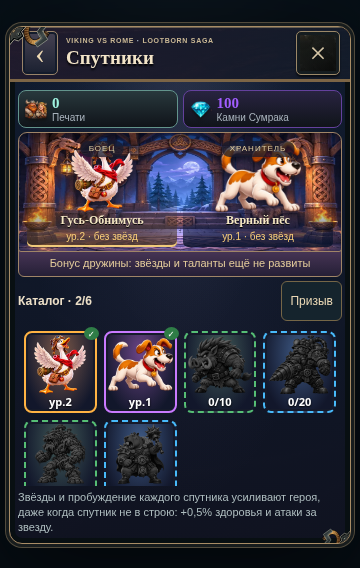 VIKING VS ROME · LOOTBORN SAGA
Спутники
0
Печати
100
Камни Сумрака
БОЕЦ
ХРАНИТЕЛЬ
Гусь-Обнимусь
Верный пёс
ур.2 · без звёзд
ур.1 · без звёзд
Бонус дружины: звёзды и таланты ещё не развиты
Каталог · 2/6
Призыв
ур.2
ур.1
0/10
0/20
Звёзды и пробуждение каждого спутника усиливают героя,
даже когда спутник не в строю: +0,5% здоровья и атаки за
звезду.